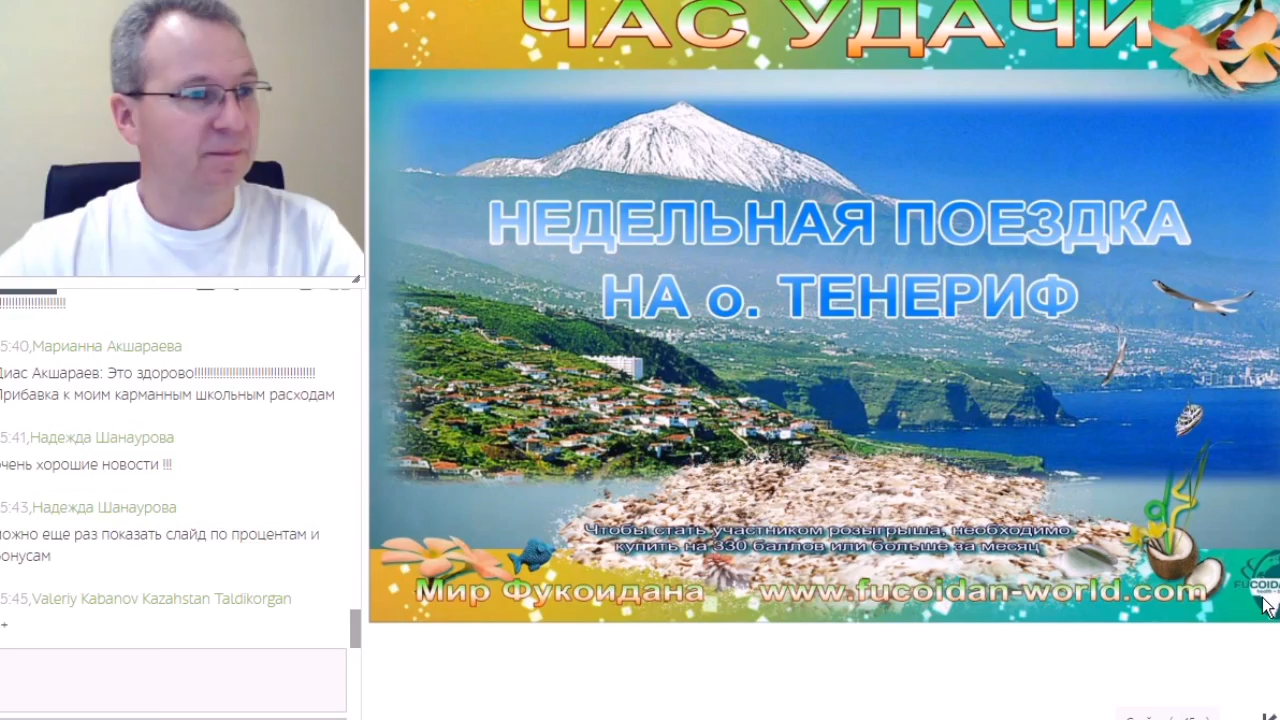 ЧАС УДАЧИ
НЕДЕЛЬНАЯ ПОЕЗДКА
НА о. ТЕНЕРИФ
Чтобы стать участником розыгрыша, необходимо
купить на 330 баллов или больше за месяц
Мир Фукоидана www.fucoidan-world.com
!!!!!!!!!!!!!!!!!!!!!
5:40,Марианна Акшараева
Диас Акшараев: Это здорово!!!!!!!!!!!!!!!!!!!!!!!!!!!!!!!!!!!!!!
Прибавка к моим карманным школьным расходам
5:41,Надежда Шанаурова
очень хорошие новости !!!
5:43,Надежда Шанаурова
можно еще раз показать слайд по процентам и
бонусам
5:45,Valeriy Kabanov Kazahstan Taldikorgan
+